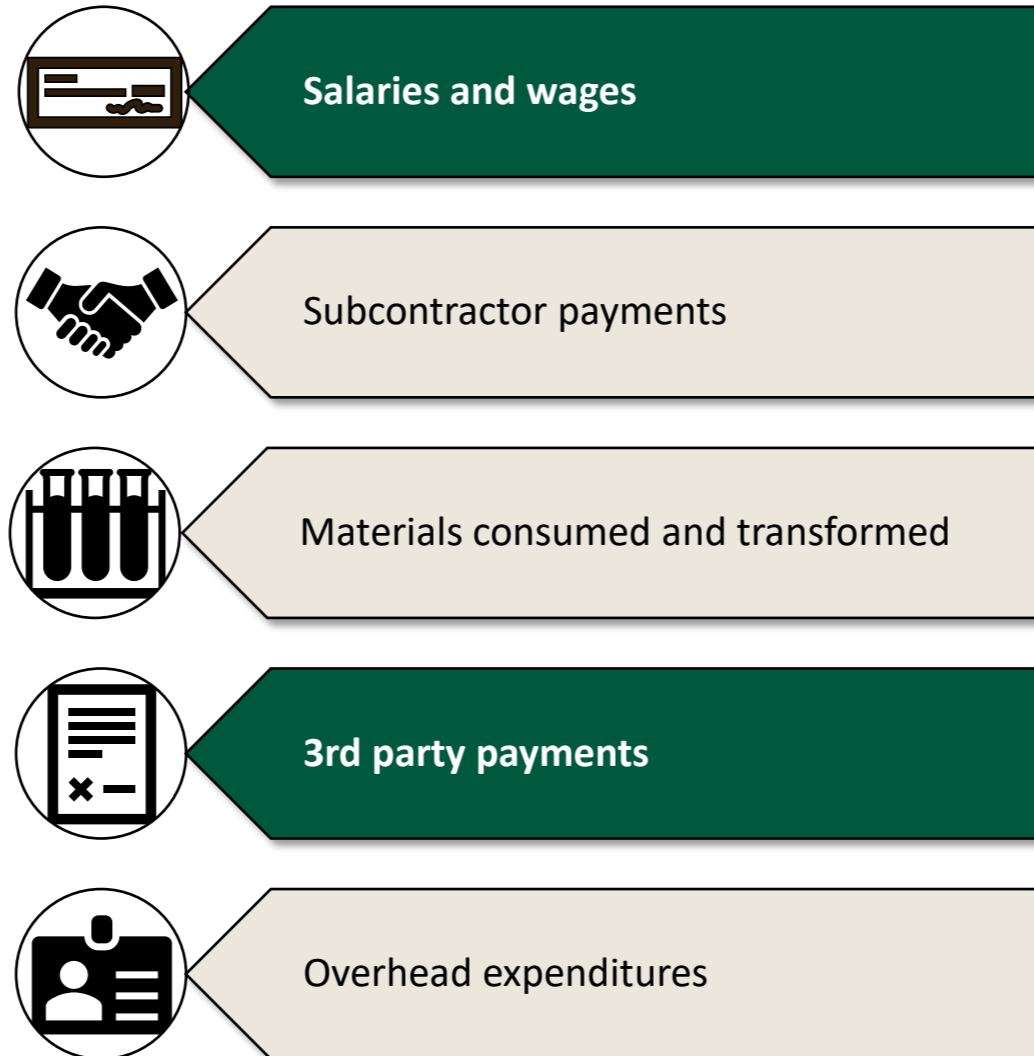 Salaries and wages
Subcontractor payments
Materials consumed and transformed
3rd party payments
Overhead expenditures